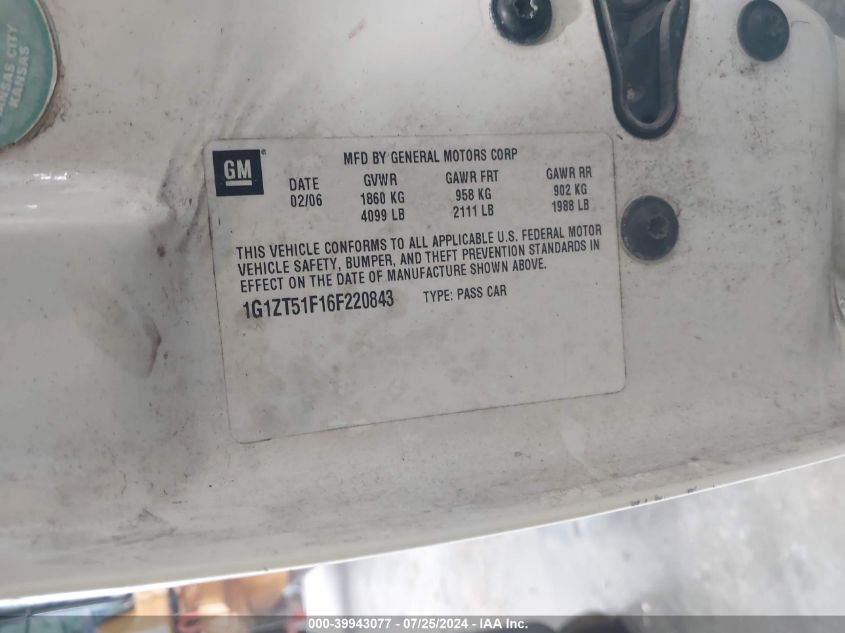 KANSAS CITY
KANSAS
GM
MFD BY GENERAL MOTORS CORP
DATE GVWR GAWR FRT GAWR RR
02/06 1860 KG 958 KG 902 KG
4099 LB 2111 LB 1988 LB
THIS VEHICLE CONFORMS TO ALL APPLICABLE U.S. FEDERAL MOTOR
VEHICLE SAFETY, BUMPER, AND THEFT PREVENTION STANDARDS IN
EFFECT ON THE DATE OF MANUFACTURE SHOWN ABOVE.
1G1ZT51F16F220843 TYPE: PASS CAR
000-39943077 - 07/25/2024 - IAA Inc.